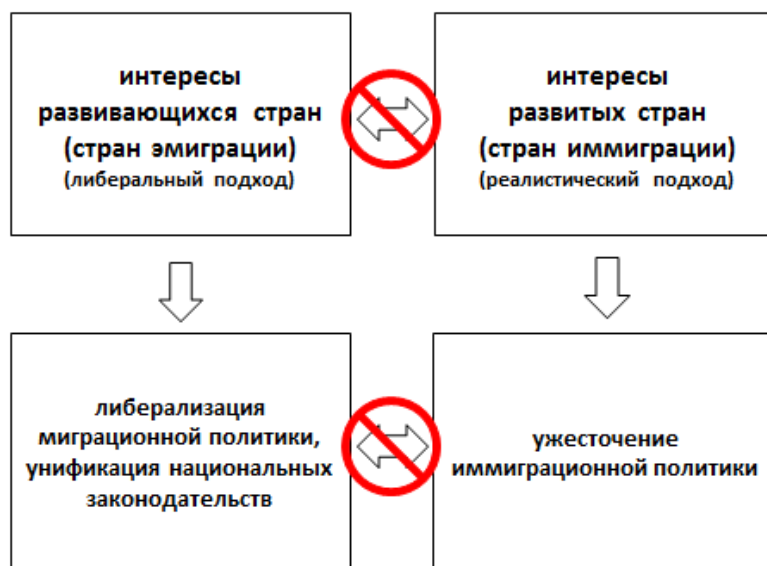 интересы
развивающихся стран
(стран эмиграции)
(либеральный подход)
интересы
развитых стран
(стран иммиграции)
(реалистический подход)
либерализация
миграционной политики,
унификация национальных
законодательств
ужесточение
иммиграционной политики